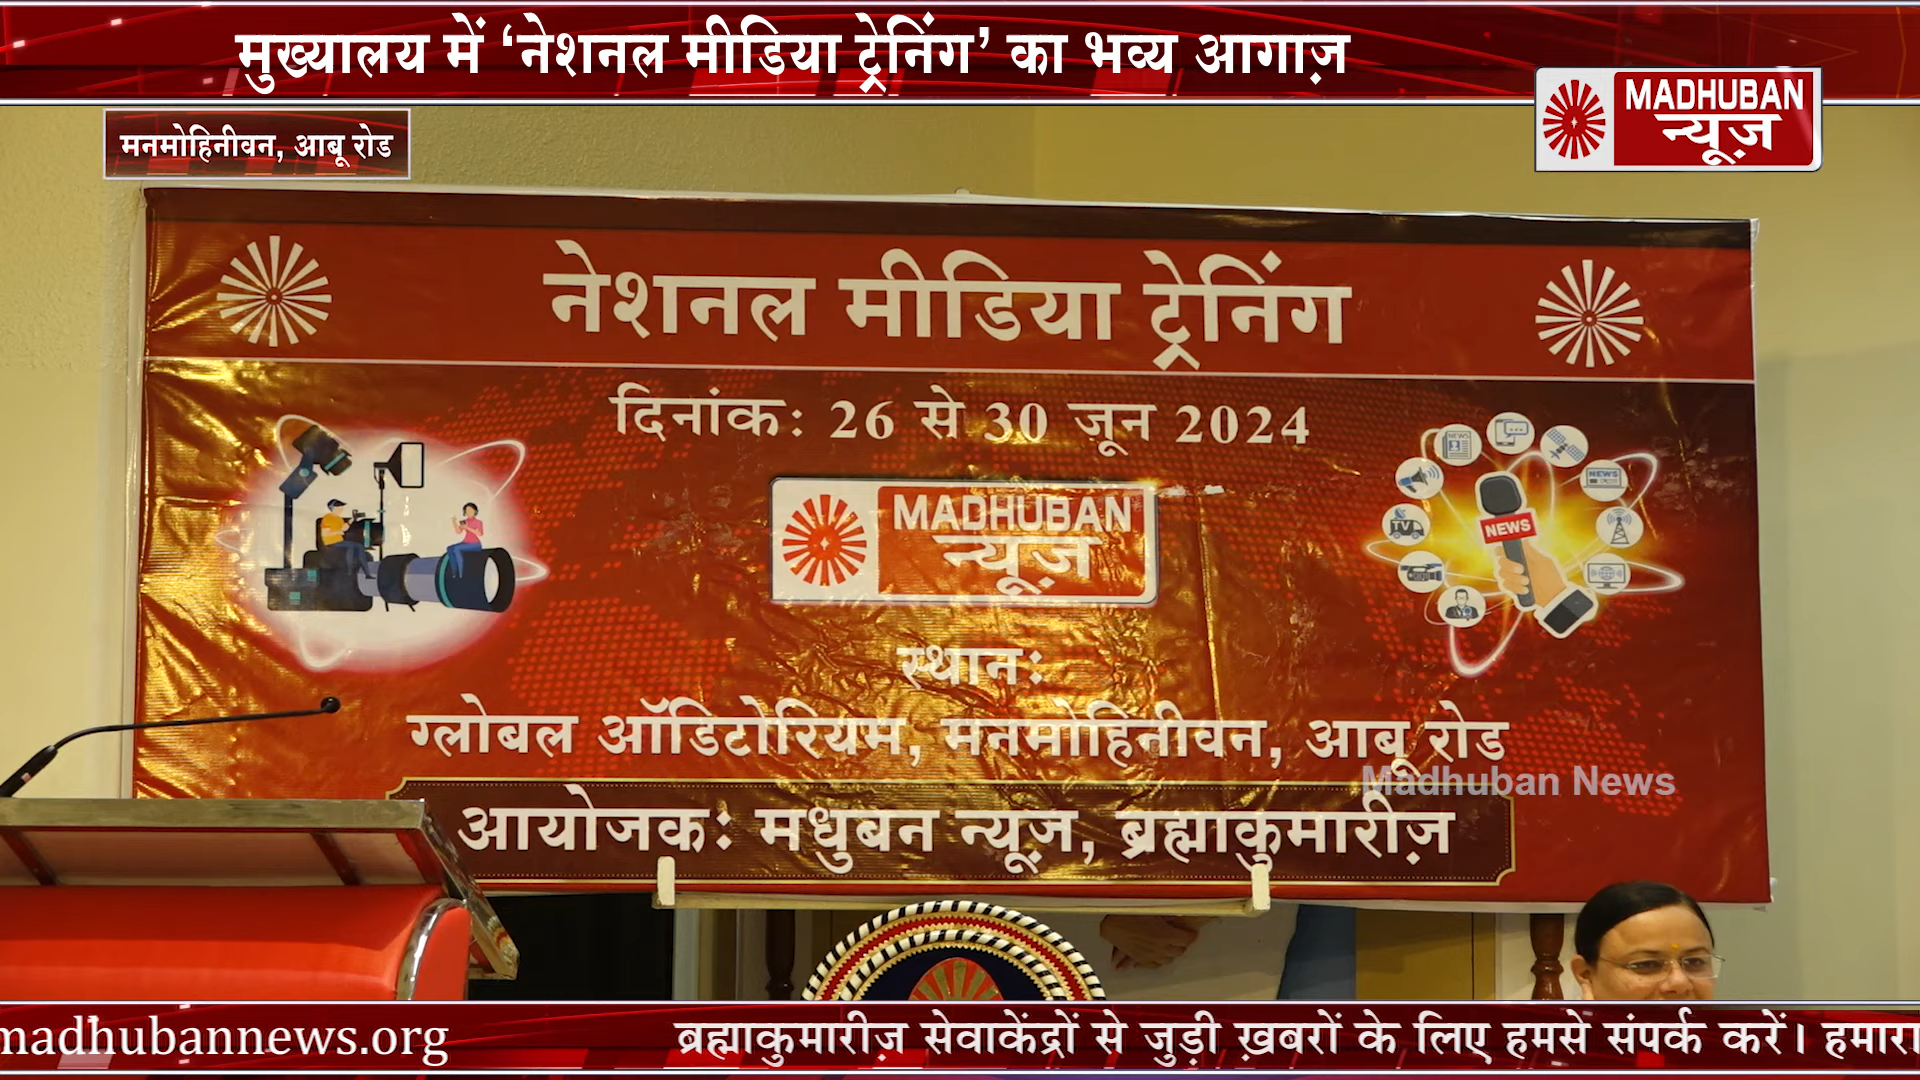 मुख्यालय में ‘नेशनल मीडिया ट्रेनिंग’ का भव्य आगाज़
MADHUBAN
न्यूज़
मनमोहिनीवन, आबू रोड
नेशनल मीडिया ट्रेनिंग
दिनांक: 26 से 30 जून 2024
MADHUBAN
न्यूज़
NEWS
NEWS
TV
NEWS
स्थान:
ग्लोबल ऑडिटोरियम, मनमोहिनीवन, आबू रोड
Madhuban News
आयोजक: मधुबन न्यूज़, ब्रह्माकुमारीज़
madhubannews.org
ब्रह्माकुमारीज़ सेवाकेंद्रों से जुड़ी ख़बरों के लिए हमसे संपर्क करें। हमारा